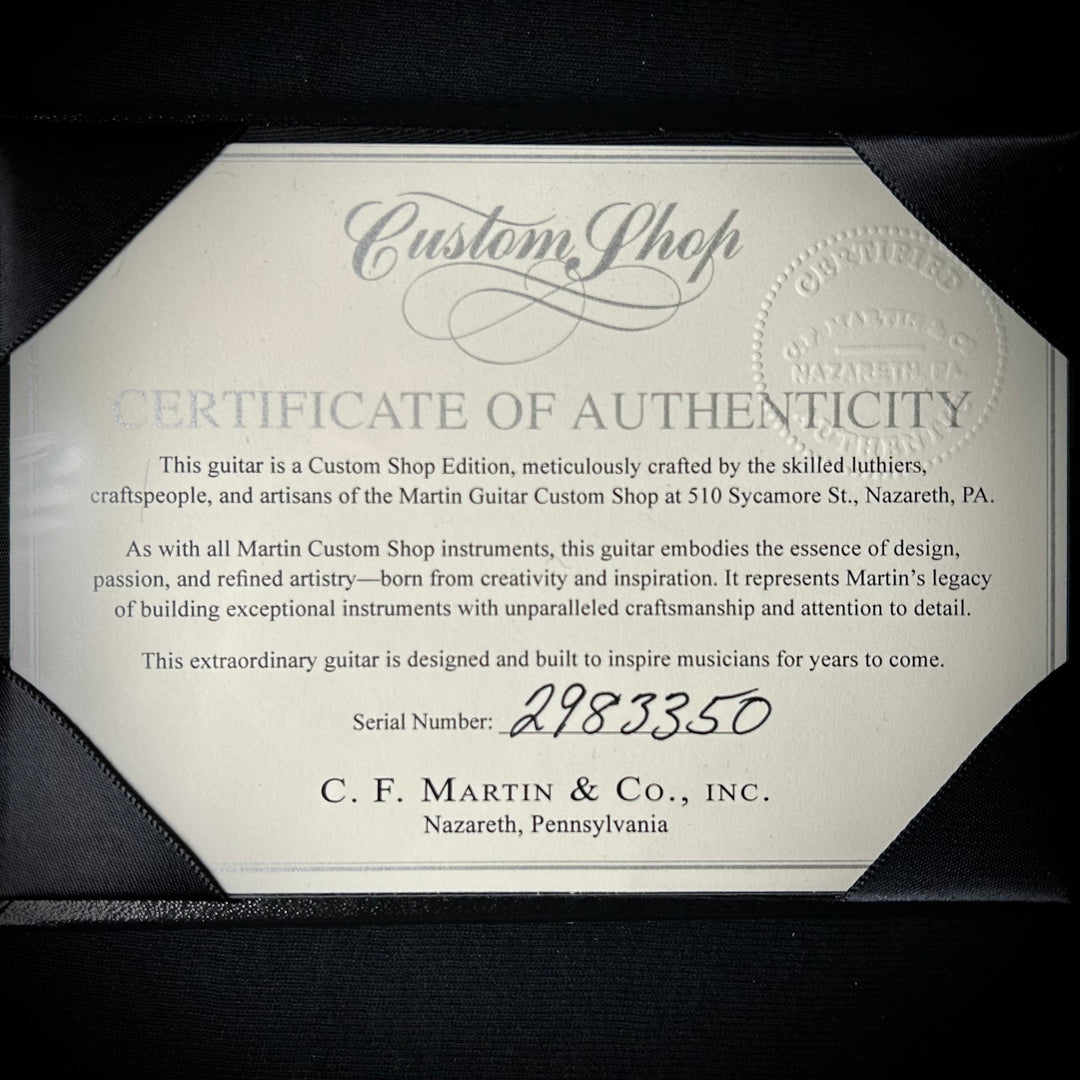 Custom Shop
CERTIFIED
C. F. MARTIN & Co
NAZARETH, PA.
AUTHENTIC
CERTIFICATE OF AUTHENTICITY
This guitar is a Custom Shop Edition, meticulously crafted by the skilled luthiers,
craftspeople, and artisans of the Martin Guitar Custom Shop at 510 Sycamore St., Nazareth, PA.
As with all Martin Custom Shop instruments, this guitar embodies the essence of design,
passion, and refined artistry—born from creativity and inspiration. It represents Martin’s legacy
of building exceptional instruments with unparalleled craftsmanship and attention to detail.
This extraordinary guitar is designed and built to inspire musicians for years to come.
Serial Number: 2983350
C. F. MARTIN & CO., INC.
Nazareth, Pennsylvania